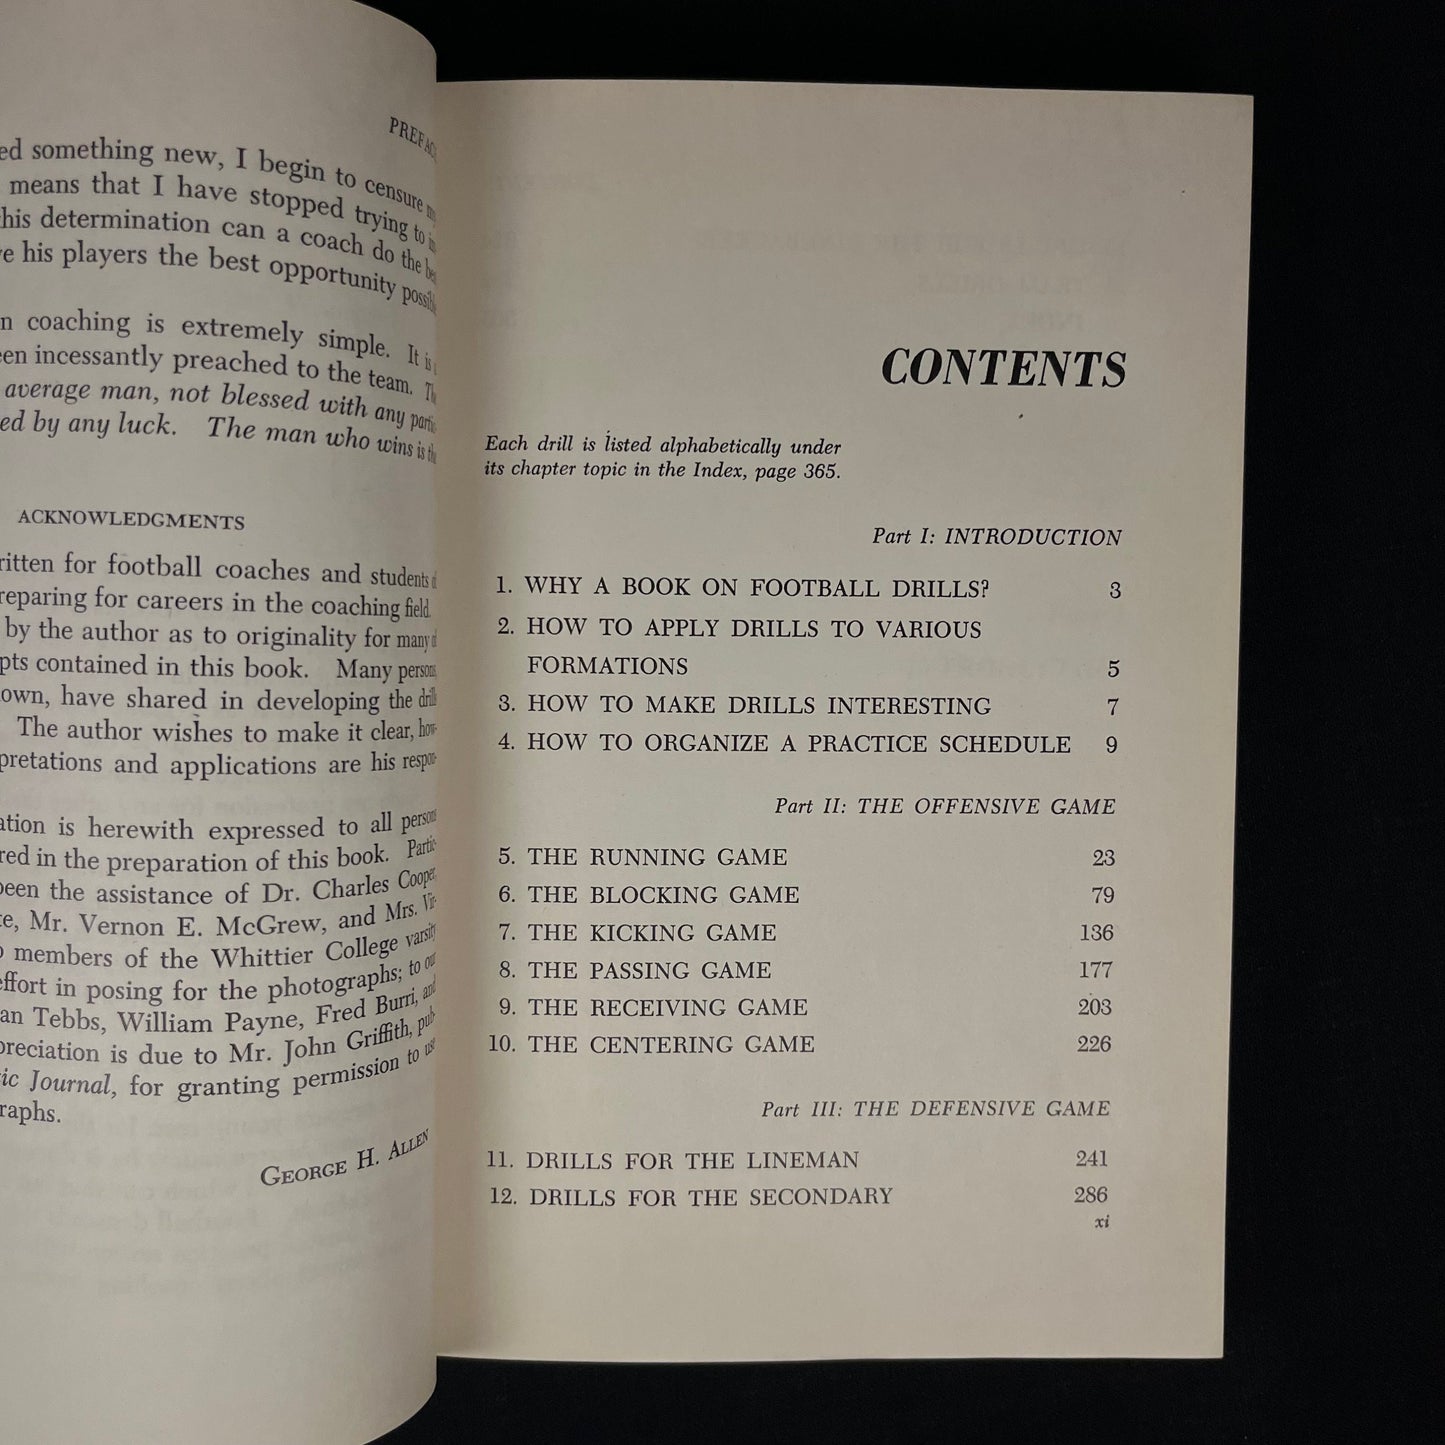 PREFACE
ed something new, I begin to censure
means that I have stopped trying to
his determination can a coach do the
e his players the best opportunity
n coaching is extremely simple. It is
en incessantly preached to the team.
average man, not blessed with any
ed by any luck. The man who wins is
ACKNOWLEDGMENTS
ritten for football coaches and students
reparing for careers in the coaching field.
by the author as to originality for many
pts contained in this book. Many persons,
own, have shared in developing the
The author wishes to make it clear, how-
pretations and applications are his respon-
ation is herewith expressed to all persons
red in the preparation of this book. Partic-
been the assistance of Dr. Charles Cooper,
te, Mr. Vernon E. McGrew, and Mrs. Vir-
o members of the Whittier College varsity
effort in posing for the photographs; to our
an Tebbs, William Payne, Fred Burri, and
preciation is due to Mr. John Griffith, pub-
ic Journal, for granting permission to use
raphs.
GEORGE H. ALLEN
CONTENTS
Each drill is listed alphabetically under
its chapter topic in the Index, page 365.
Part I: INTRODUCTION
1. WHY A BOOK ON FOOTBALL DRILLS? 3
2. HOW TO APPLY DRILLS TO VARIOUS
FORMATIONS 5
3. HOW TO MAKE DRILLS INTERESTING 7
4. HOW TO ORGANIZE A PRACTICE SCHEDULE 9
Part II: THE OFFENSIVE GAME
5. THE RUNNING GAME 23
6. THE BLOCKING GAME 79
7. THE KICKING GAME 136
8. THE PASSING GAME 177
9. THE RECEIVING GAME 203
10. THE CENTERING GAME 226
Part III: THE DEFENSIVE GAME
11. DRILLS FOR THE LINEMAN 241
12. DRILLS FOR THE SECONDARY 286
xi